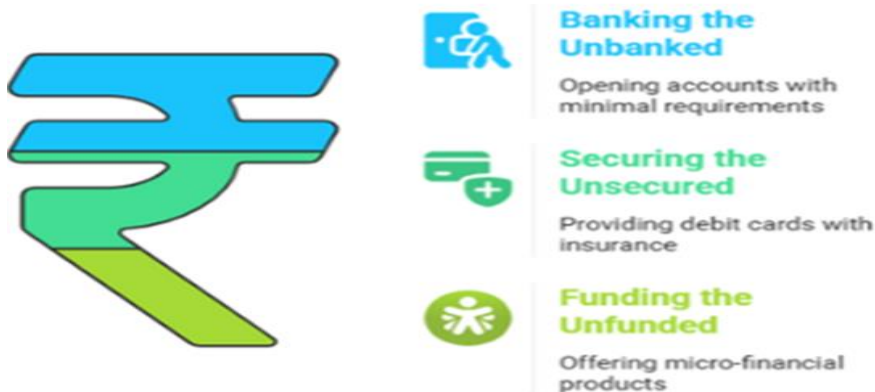 Banking the
Unbanked
Opening accounts with
minimal requirements
Securing the
Unsecured
Providing debit cards with
insurance
Funding the
Unfunded
Offering micro-financial
products